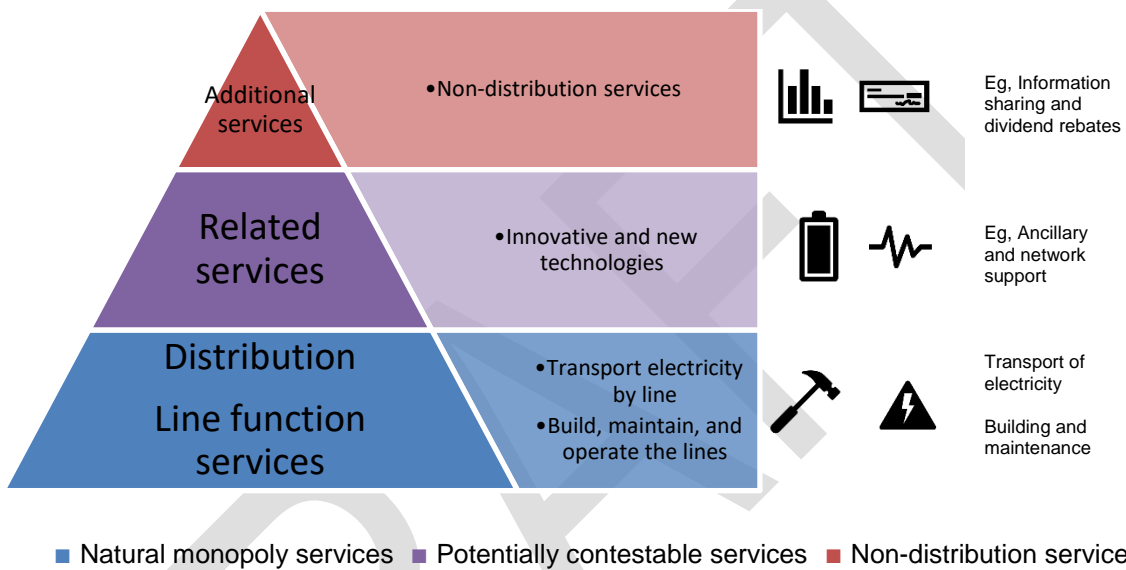 Additional
services
•Non-distribution services
Eg, Information
sharing and
dividend rebates
Related
services
•Innovative and new
technologies
Eg, Ancillary
and network
support
Distribution
Line function
services
•Transport electricity
by line
•Build, maintain, and
operate the lines
Transport of
electricity
Building and
maintenance
Natural monopoly services Potentially contestable services Non-distribution service
DRAFT